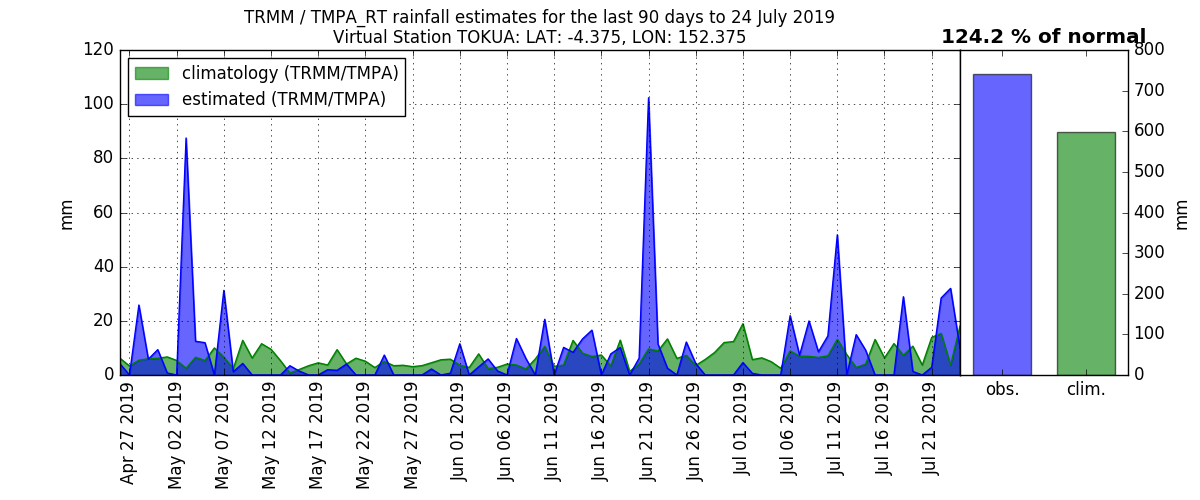 TRMM / TMPA_RT rainfall estimates for the last 90 days to 24 July 2019
Virtual Station TOKUA: LAT: -4.375, LON: 152.375
124.2 % of normal
climatology (TRMM/TMPA)
estimated (TRMM/TMPA)
mm
120
100
80
60
40
20
0
Apr 27 2019
May 02 2019
May 07 2019
May 12 2019
May 17 2019
May 22 2019
May 27 2019
Jun 01 2019
Jun 06 2019
Jun 11 2019
Jun 16 2019
Jun 21 2019
Jun 26 2019
Jul 01 2019
Jul 06 2019
Jul 11 2019
Jul 16 2019
Jul 21 2019
obs.
clim.
800
700
600
500
400
300
200
100
0
mm